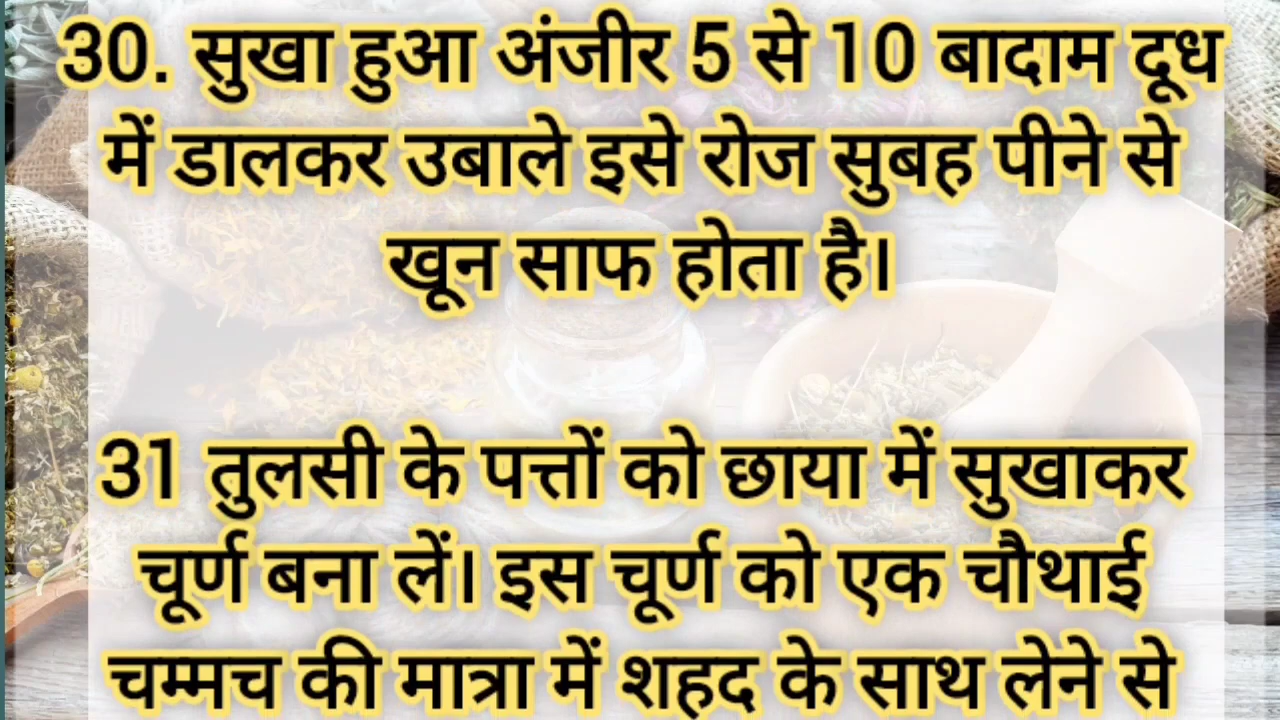 30. सुखा हुआ अंजीर 5 से 10 बादाम दूध
में डालकर उबाले इसे रोज सुबह पीने से
खून साफ होता है।
31 तुलसी के पत्तों को छाया में सुखाकर
चूर्ण बना लें। इस चूर्ण को एक चौथाई
चम्मच की मात्रा में शहद के साथ लेने से